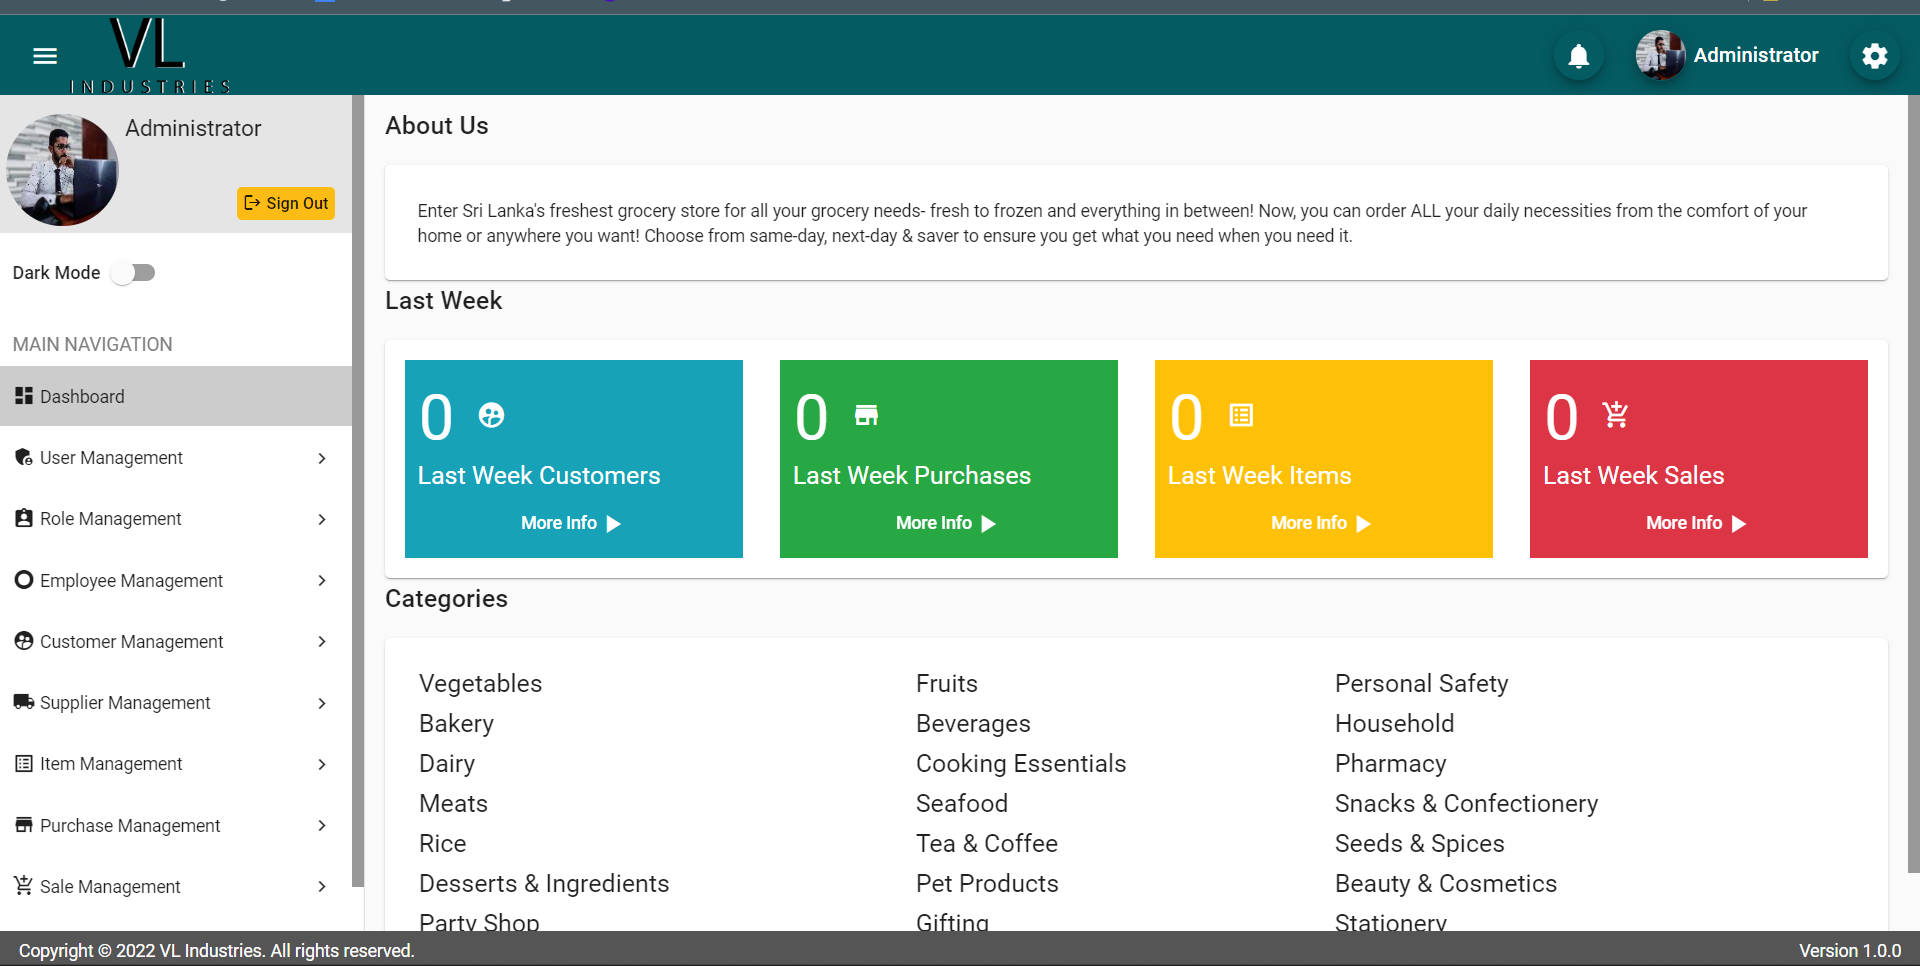 VL
INDUSTRIES
Administrator
Administrator
Sign Out
Dark Mode
MAIN NAVIGATION
Dashboard
User Management
Role Management
Employee Management
Customer Management
Supplier Management
Item Management
Purchase Management
Sale Management
About Us
Enter Sri Lanka's freshest grocery store for all your grocery needs- fresh to frozen and everything in between! Now, you can order ALL your daily necessities from the comfort of your
home or anywhere you want! Choose from same-day, next-day & saver to ensure you get what you need when you need it.
Last Week
0
Last Week Customers
More Info
0
Last Week Purchases
More Info
0
Last Week Items
More Info
0
Last Week Sales
More Info
Categories
Vegetables
Bakery
Dairy
Meats
Rice
Desserts & Ingredients
Party Shop
Fruits
Beverages
Cooking Essentials
Seafood
Tea & Coffee
Pet Products
Gifting
Personal Safety
Household
Pharmacy
Snacks & Confectionery
Seeds & Spices
Beauty & Cosmetics
Stationery
Copyright © 2022 VL Industries. All rights reserved.
Version 1.0.0